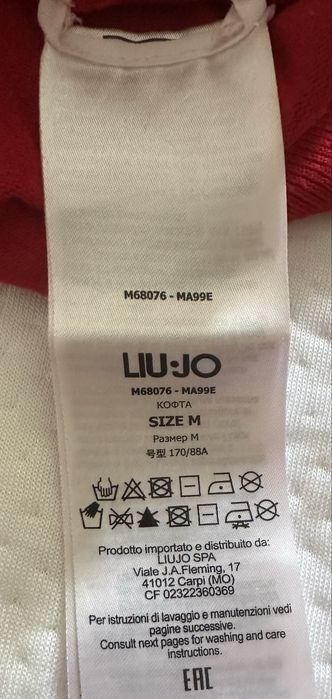 M68076 - MA99E
LIU·JO
M68076 - MA99E
КОФТА
SIZE M
Размер M
号型 170/88A
Prodotto importato e distribuito da:
LIUJO SPA
Viale J.A.Fleming, 17
41012 Carpi (MO)
CF 02322360369
Per istruzioni di lavaggio e manutenzioni vedi
pagine successive.
Consult next pages for washing and care
instructions.
EAC